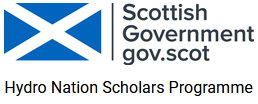 Scottish
Government
gov.scot
Hydro Nation Scholars Programme